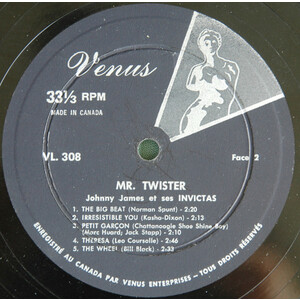 Venus
33⅓ RPM
MADE IN CANADA
VL 308
Face 2
MR. TWISTER
Johnny James et ses INVICTAS
1. THE BIG BEAT (Norman Spunt) - 2:20
2. IRRESISTIBLE YOU (Kasha-Dixon) - 2:12
3. PETIT GARÇON (Chattanoogie Shoe Shine Boy)
(Marc Huard; Jack Stapp) - 2:10
4. THERESA (Leo Courselle) - 2:46
5. THE WHEEL (Bill Black) - 2:33
ENREGISTRÉ AU CANADA PAR VENUS ENTERPRISES - TOUS DROITS RÉSERVÉS